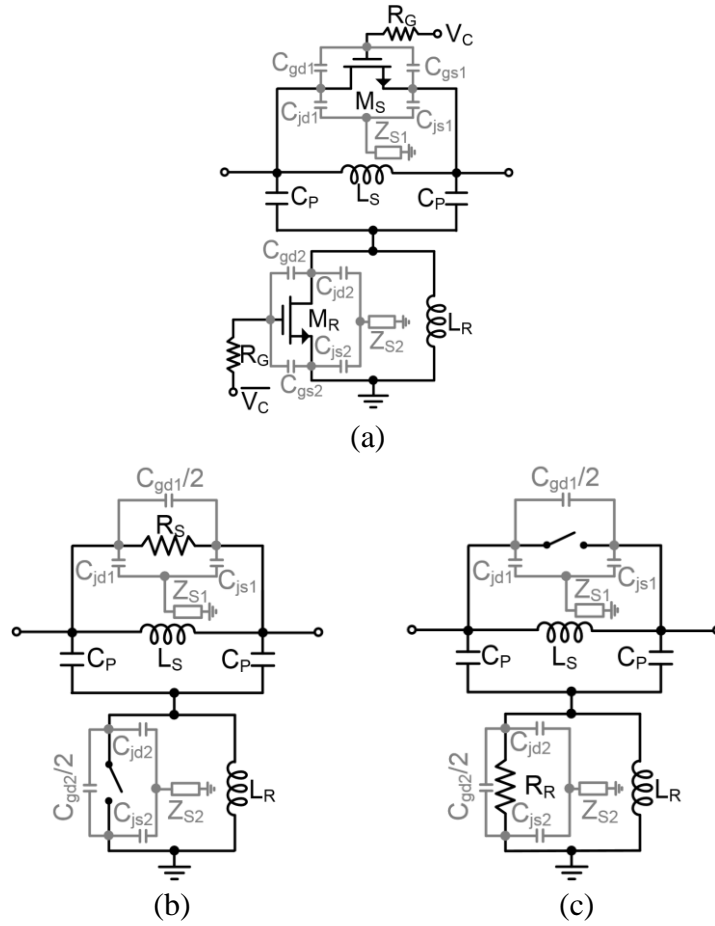 R_G V_C
C_gd1 C_gs1
M_S
C_jd1 C_js1
Z_S1
C_P L_S C_P
C_gd2
C_jd2
M_R L_R
R_G C_js2 Z_S2
C_gs2
V̅_C̅
(a)
C_gd1/2
R_S
C_jd1 C_js1
Z_S1
C_P L_S C_P
C_gd2/2
C_jd2
C_js2 Z_S2 L_R
(b)
C_gd1/2
C_jd1 C_js1
Z_S1
C_P L_S C_P
C_gd2/2
C_jd2
R_R L_R
C_js2 Z_S2
(c)